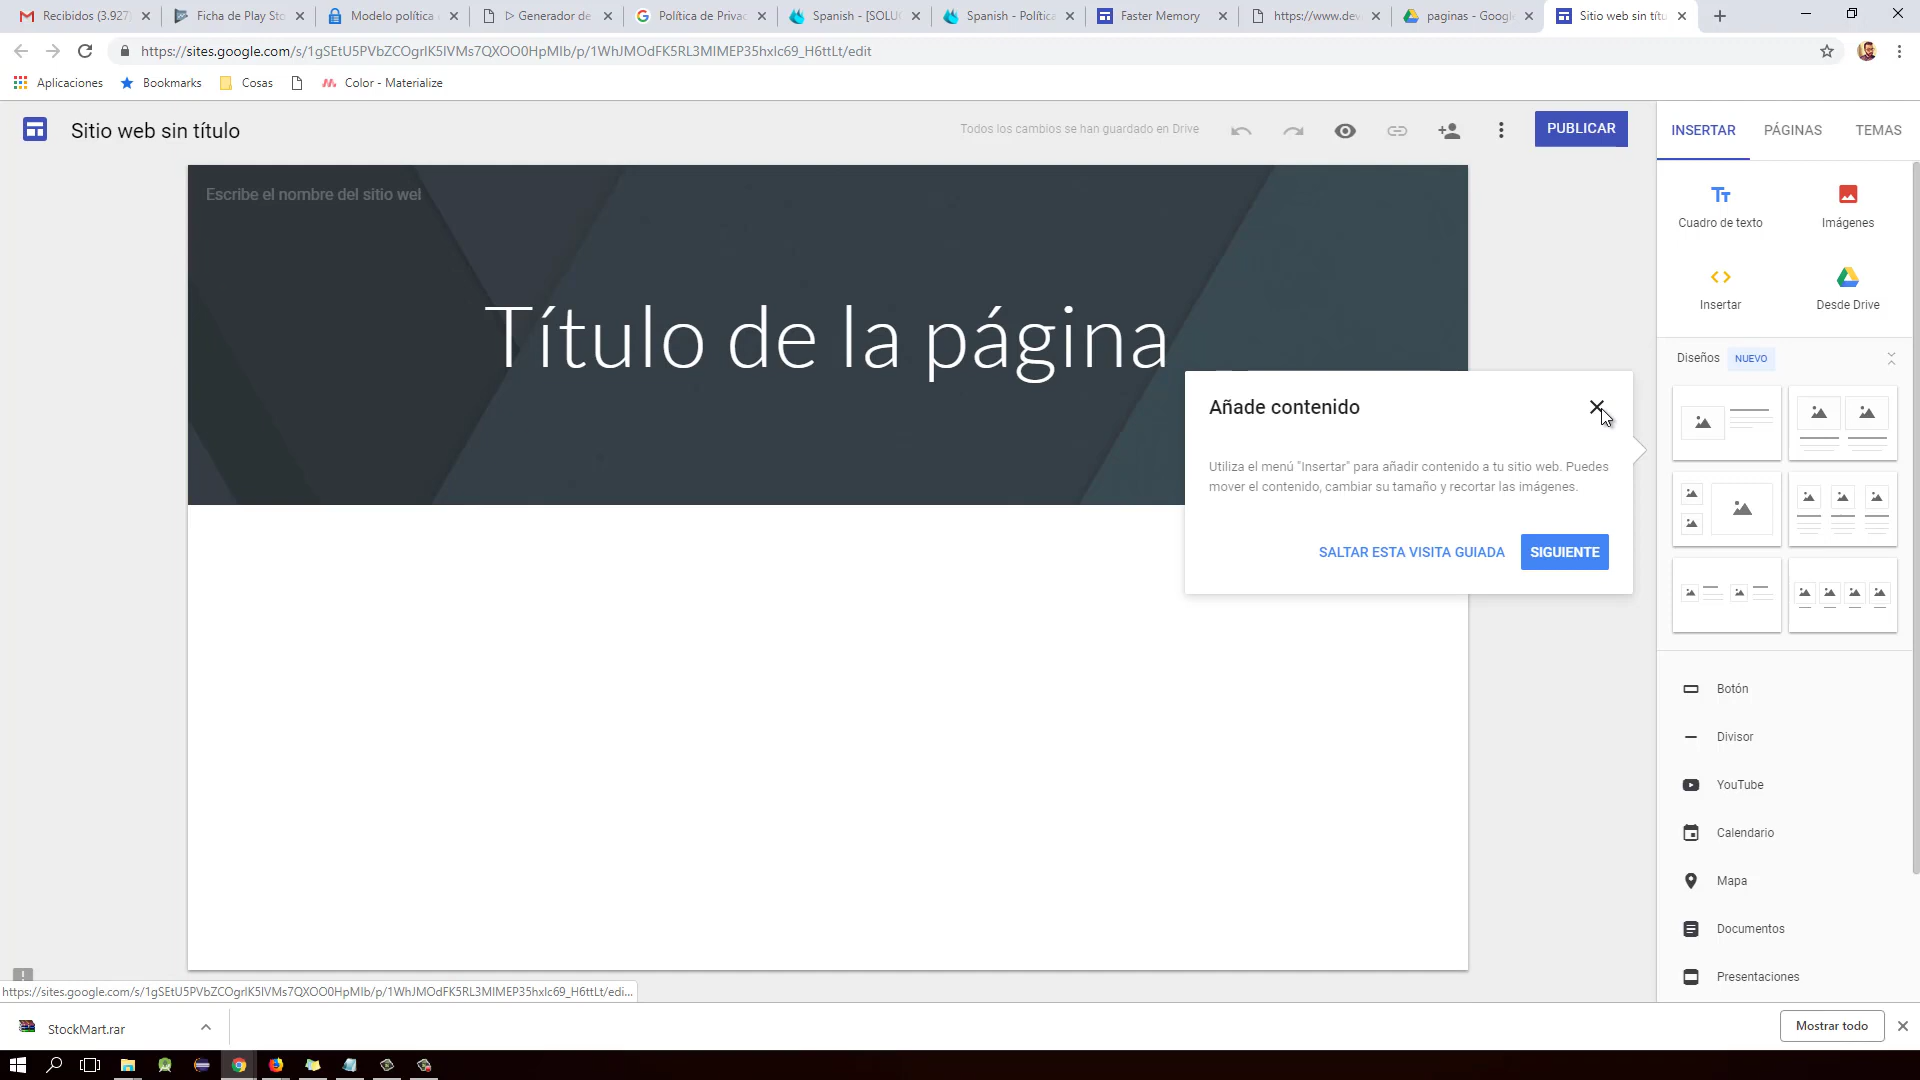 Recibidos (3.927
Ficha de Play Sto
Modelo política
Generador de
Política de Privac
Spanish - [SOLU
Spanish - Política
Faster Memory
https://www.dev
paginas - Google
Sitio web sin títu
https://sites.google.com/s/1gSEtU5PVbZCOgrIK5IVMs7QXOO0HpMIb/p/1WhJMOdFK5RL3MIMEP35hxIc69_H6ttLt/edit
Aplicaciones
Bookmarks
Cosas
Color - Materialize
Sitio web sin título
Todos los cambios se han guardado en Drive
PUBLICAR
INSERTAR
PÁGINAS
TEMAS
Escribe el nombre del sitio wel
Título de la página
Cuadro de texto
Imágenes
Insertar
Desde Drive
Diseños
NUEVO
Añade contenido
Utiliza el menú "Insertar" para añadir contenido a tu sitio web. Puedes
mover el contenido, cambiar su tamaño y recortar las imágenes.
SALTAR ESTA VISITA GUIADA
SIGUIENTE
Botón
Divisor
YouTube
Calendario
Mapa
Documentos
Presentaciones
https://sites.google.com/s/1gSEtU5PVbZCOgrIK5IVMs7QXOO0HpMIb/p/1WhJMOdFK5RL3MIMEP35hxIc69_H6ttLt/edi...
StockMart.rar
Mostrar todo